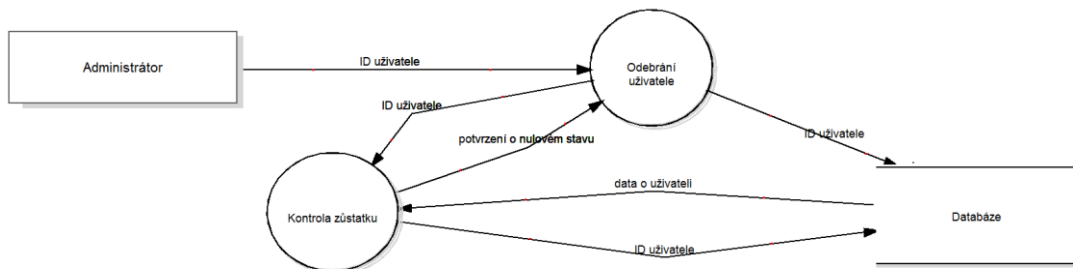 Administrátor
ID uživatele
Odebrání
uživatele
ID uživatele
potvrzení o nulovém stavu
ID uživatele
data o uživateli
Kontrola zůstatku
Databáze
ID uživatele